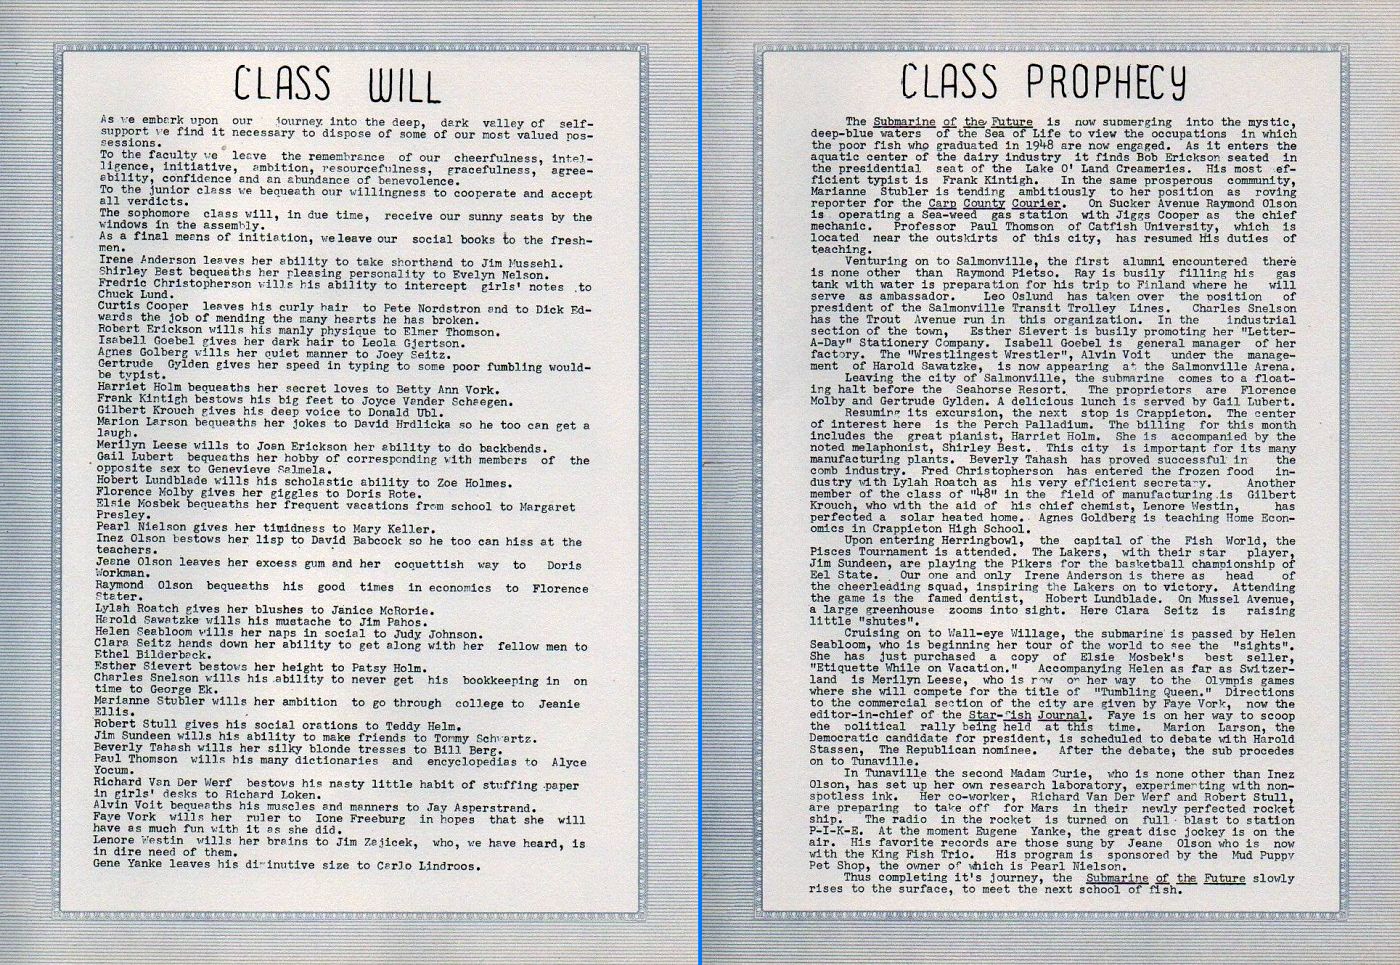 CLASS WILL
As we embark upon our journey into the deep, dark valley of self-
support we find it necessary to dispose of some of our most valued pos-
sessions.
To the faculty we leave the remembrance of our cheerfulness, intel-
ligence, initiative, ambition, resourcefulness, gracefulness, agree-
ability, confidence and an abundance of benevolence.
To the junior class we bequeath our willingness to cooperate and accept
all verdicts.
The sophomore class will, in due time, receive our sunny seats by the
windows in the assembly.
As a final means of initiation, we leave our social books to the fresh-
men.
Irene Anderson leaves her ability to take shorthand to Jim Mussehl.
Shirley Best bequeaths her pleasing personality to Evelyn Nelson.
Fredric Christopherson wills his ability to intercept girls' notes to
Chuck Lund.
Curtis Cooper leaves his curly hair to Pete Nordstrom and to Dick Ed-
wards the job of mending the many hearts he has broken.
Robert Erickson wills his manly physique to Elmer Thomson.
Isabell Goebel gives her dark hair to Leola Gjertson.
Agnes Golberg wills her quiet manner to Joey Seitz.
Gertrude Gylden gives her speed in typing to some poor fumbling would-
be typist.
Harriet Holm bequeaths her secret loves to Betty Ann Vork.
Frank Kintigh bestows his big feet to Joyce Vander Schaegen.
Gilbert Krouch gives his deep voice to Donald Ubl.
Marion Larson bequeaths her jokes to David Hrdlicka so he too can get a
laugh.
Merilyn Leese wills to Joan Erickson her ability to do backbends.
Gail Lubert bequeaths her hobby of corresponding with members of the
opposite sex to Genevieve Salmela.
Hobert Lundblade wills his scholastic ability to Zoe Holmes.
Florence Molby gives her giggles to Doris Rote.
Elsie Mosbek bequeaths her frequent vacations from school to Margaret
Presley.
Pearl Nielson gives her timidness to Mary Keller.
Inez Olson bestows her lisp to David Babcock so he too can hiss at the
teachers.
Jeane Olson leaves her excess gum and her coquettish way to Doris
Workman.
Raymond Olson bequeaths his good times in economics to Florence
Stater.
Lylah Roatch gives her blushes to Janice McRorie.
Harold Sawatzke wills his mustache to Jim Pahos.
Helen Seabloom wills her naps in social to Judy Johnson.
Clara Seitz hands down her ability to get along with her fellow men to
Ethel Bilderback.
Esther Sievert bestows her height to Patsy Holm.
Charles Snelson wills his ability to never get his bookkeeping in on
time to George Ek.
Marianne Stubler wills her ambition to go through college to Jeanie
Ellis.
Robert Stull gives his social orations to Teddy Helm.
Jim Sundeen wills his ability to make friends to Tommy Schwartz.
Beverly Tahash wills her silky blonde tresses to Bill Berg.
Paul Thomson wills his many dictionaries and encyclopedias to Alyce
Yocum.
Richard Van Der Werf bestows his nasty little habit of stuffing paper
in girls' desks to Richard Loken.
Alvin Voit bequeaths his muscles and manners to Jay Asperstrand.
Faye Vork wills her ruler to Ione Freeburg in hopes that she will
have as much fun with it as she did.
Lenore Westin wills her brains to Jim Zajicek, who, we have heard, is
in dire need of them.
Gene Yanke leaves his diminutive size to Carlo Lindroos.
CLASS PROPHECY
The Submarine of the Future is now submerging into the mystic,
deep-blue waters of the Sea of Life to view the occupations in which
the poor fish who graduated in 1948 are now engaged. As it enters the
aquatic center of the dairy industry it finds Bob Erickson seated in
the presidential seat of the Lake O' Land Creameries. His most ef-
ficient typist is Frank Kintigh. In the same prosperous community,
Marianne Stubler is tending ambitiously to her position as roving
reporter for the Carp County Courier. On Sucker Avenue Raymond Olson
is operating a Sea-weed gas station with Jiggs Cooper as the chief
mechanic. Professor Paul Thomson of Catfish University, which is
located near the outskirts of this city, has resumed His duties of
teaching.
Venturing on to Salmonville, the first alumni encountered there
is none other than Raymond Pietso. Ray is busily filling his gas
tank with water is preparation for his trip to Finland where he will
serve as ambassador. Leo Oslund has taken over the position of
president of the Salmonville Transit Trolley Lines. Charles Snelson
has the Trout Avenue run in this organization. In the industrial
section of the town, Esther Sievert is busily promoting her "Letter-
A-Day" Stationery Company. Isabell Goebel is general manager of her
factory. The "Wrestlingest Wrestler", Alvin Voit under the manage-
ment of Harold Sawatzke, is now appearing at the Salmonville Arena.
Leaving the city of Salmonville, the submarine comes to a float-
ing halt before the Seahorse Resort. The proprietors are Florence
Molby and Gertrude Gylden. A delicious lunch is served by Gail Lubert.
Resuming its excursion, the next stop is Crappieton. The center
of interest here is the Perch Palladium. The billing for this month
includes the great pianist, Harriet Holm. She is accompanied by the
noted melaphonist, Shirley Best. This city is important for its many
manufacturing plants. Beverly Tahash has proved successful in the
comb industry. Fred Christopherson has entered the frozen food in-
dustry with Lylah Roatch as his very efficient secretary. Another
member of the class of "48" in the field of manufacturing is Gilbert
Krouch, who with the aid of his chief chemist, Lenore Westin, has
perfected a solar heated home. Agnes Goldberg is teaching Home Econ-
omics in Crappieton High School.
Upon entering Herringbowl, the capital of the Fish World, the
Pisces Tournament is attended. The Lakers, with their star player,
Jim Sundeen, are playing the Pikers for the basketball championship of
Eel State. Our one and only Irene Anderson is there as head of
the cheerleading squad, inspiring the Lakers on to victory. Attending
the game is the famed dentist, Hobert Lundblade. On Mussel Avenue,
a large greenhouse zooms into sight. Here Clara Seitz is raising
little "shutes".
Cruising on to Wall-eye Village, the submarine is passed by Helen
Seabloom, who is beginning her tour of the world to see the "sights".
She has just purchased a copy of Elsie Mosbek's best seller,
"Etiquette While on Vacation." Accompanying Helen as far as Switzer-
land is Merilyn Leese, who is now on her way to the Olympis games
where she will compete for the title of "Tumbling Queen." Directions
to the commercial section of the city are given by Faye Vork, now the
editor-in-chief of the Star-fish Journal. Faye is on her way to scoop
the political rally being held at this time. Marion Larson, the
Democratic candidate for president, is scheduled to debate with Harold
Stassen, The Republican nominee. After the debate, the sub procedes
on to Tunaville.
In Tunaville the second Madam Curie, who is none other than Inez
Olson, has set up her own research laboratory, experimenting with non-
spotless ink. Her co-worker, Richard Van Der Werf and Robert Stull,
are preparing to take off for Mars in their newly perfected rocket
ship. The radio in the rocket is turned on full blast to station
P-I-K-E. At the moment Eugene Yanke, the great disc jockey is on the
air. His favorite records are those sung by Jeane Olson who is now
with the King Fish Trio. His program is sponsored by the Mud Puppy
Pet Shop, the owner of which is Pearl Nielson.
Thus completing it's journey, the Submarine of the Future slowly
rises to the surface, to meet the next school of fish.